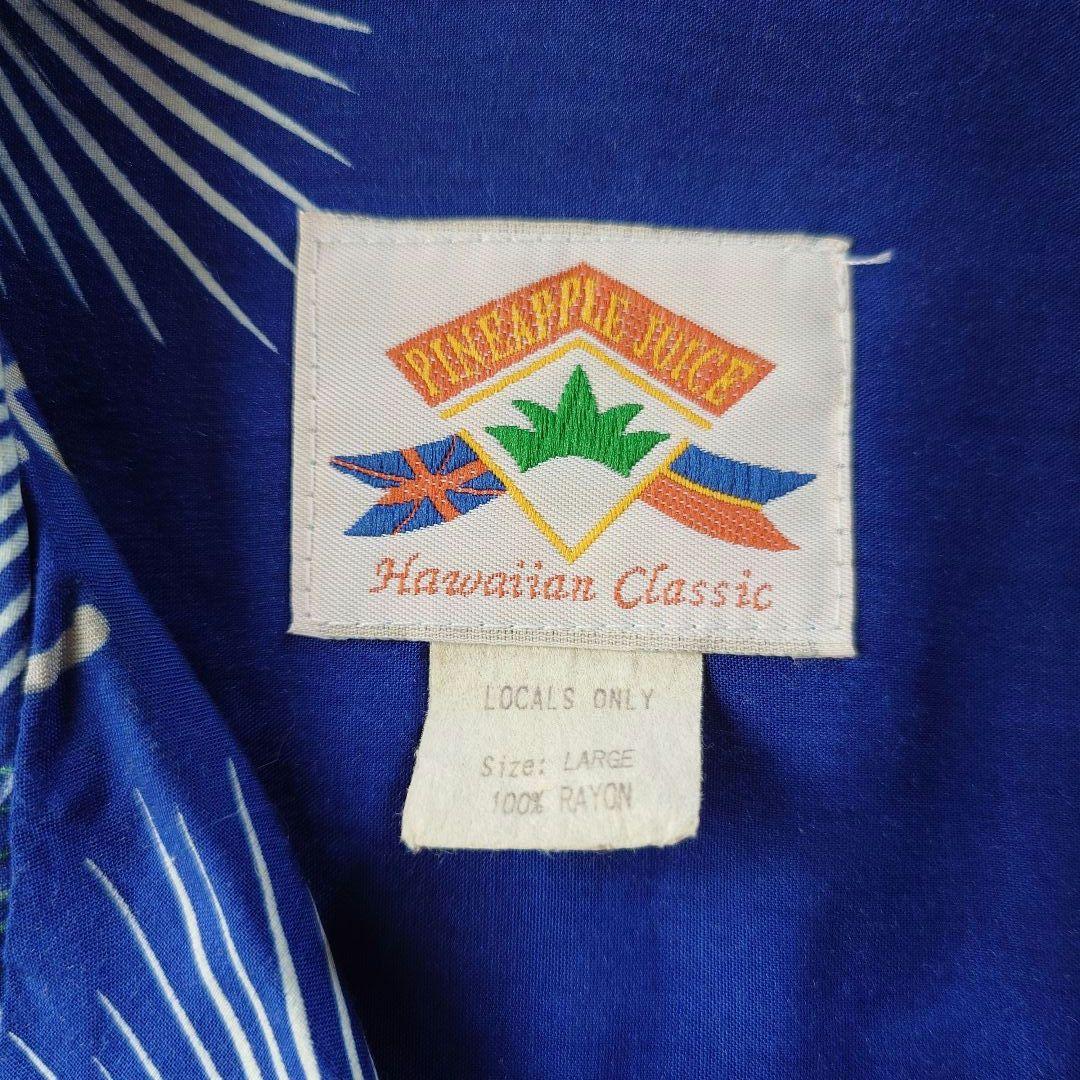 PINEAPPLE JUICE
Hawaiian Classic
LOCALS ONLY
Size: LARGE
100% RAYON